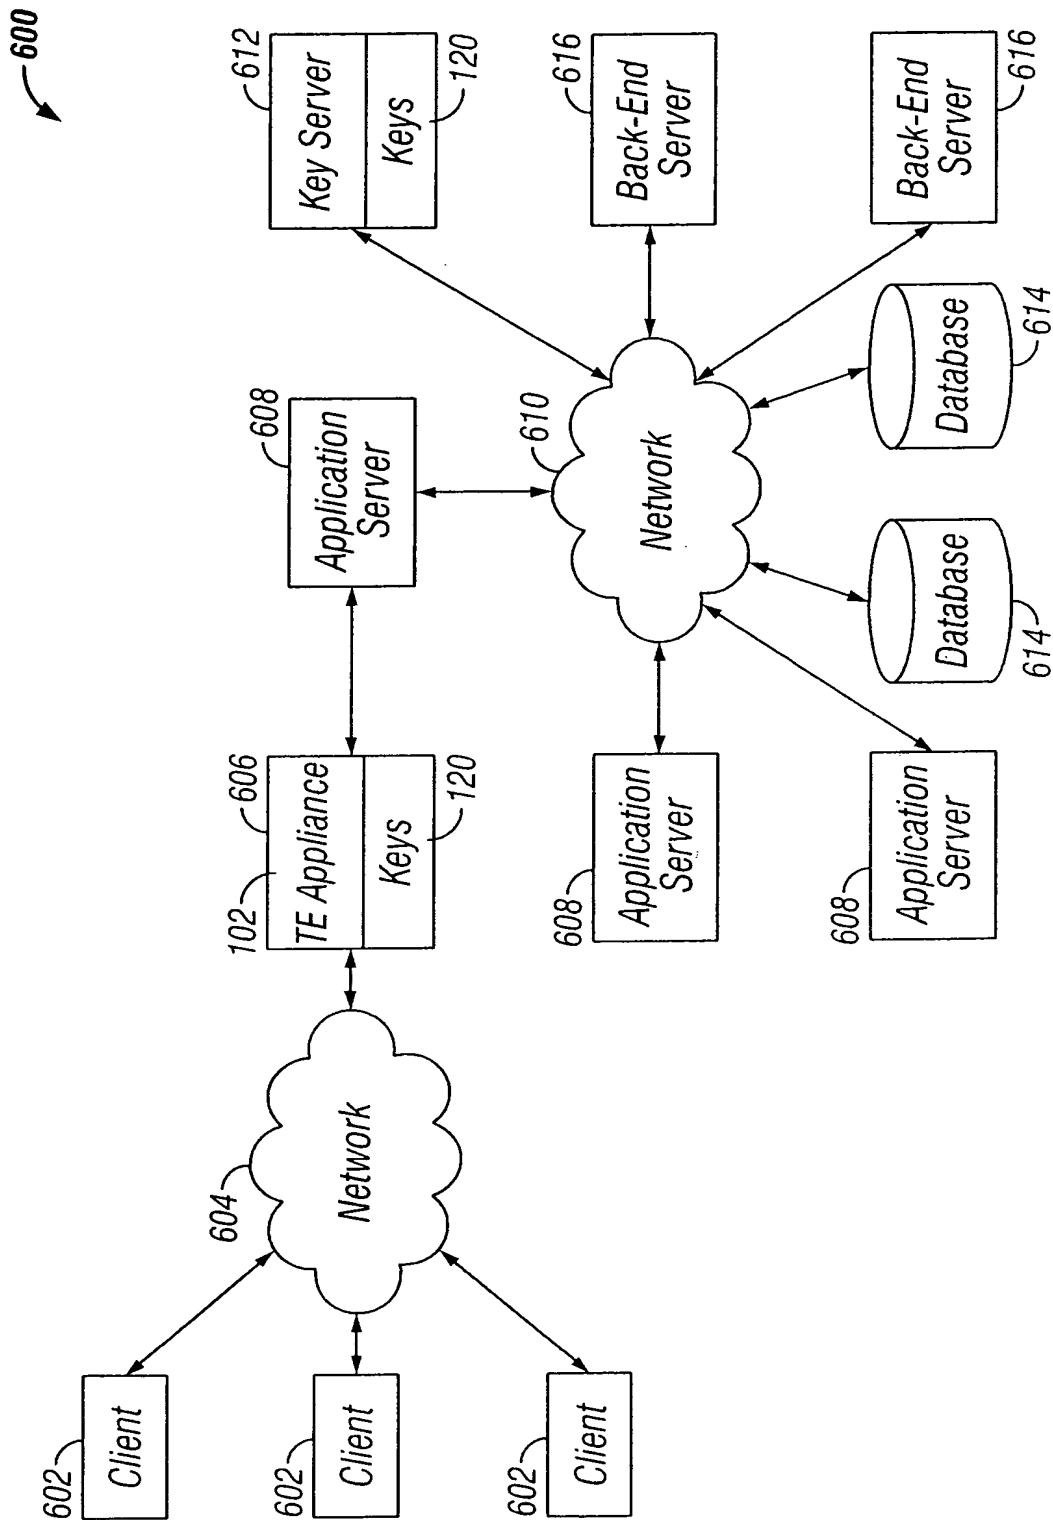 600
602
Client
602
Client
602
Client
604
Network
102
606
TE Appliance
Keys
120
608
Application
Server
612
Key Server
Keys
120
610
Network
616
Back-End
Server
616
Back-End
Server
608
Application
Server
608
Application
Server
Database
614
Database
614